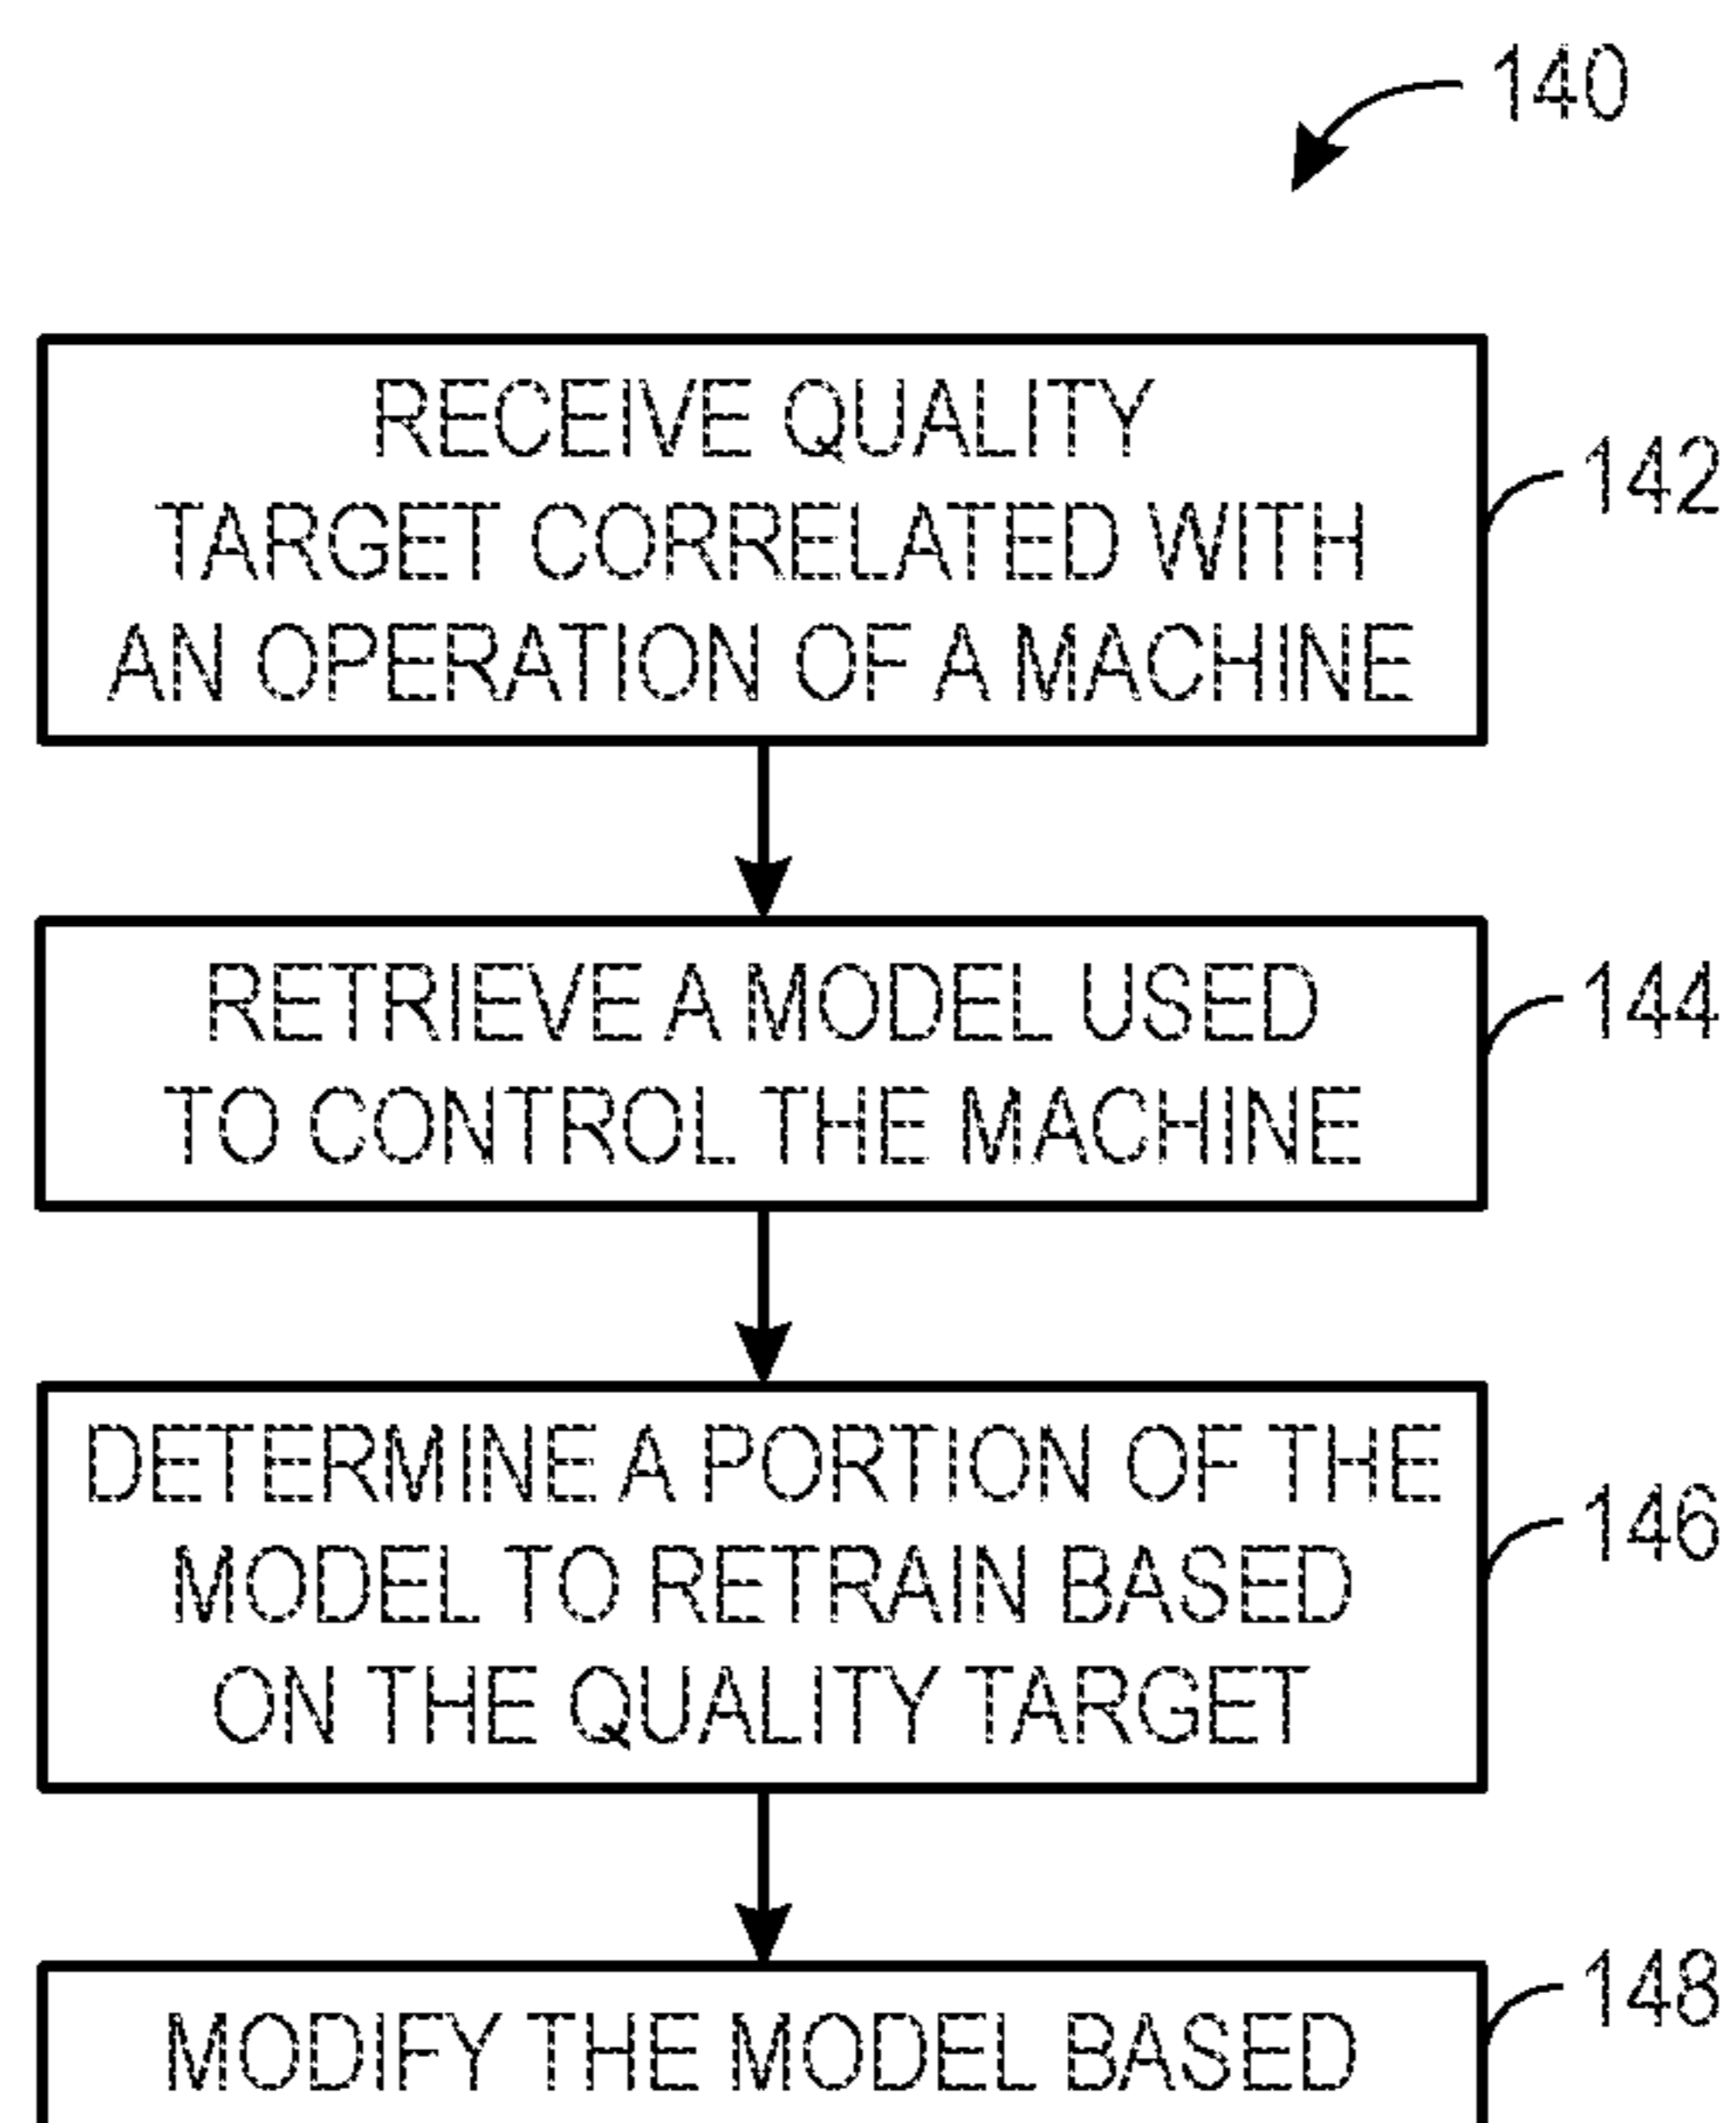 140
RECEIVE QUALITY
TARGET CORRELATED WITH
AN OPERATION OF A MACHINE
142
RETRIEVE A MODEL USED
TO CONTROL THE MACHINE
144
DETERMINE A PORTION OF THE
MODEL TO RETRAIN BASED
ON THE QUALITY TARGET
146
MODIFY THE MODEL BASED
148